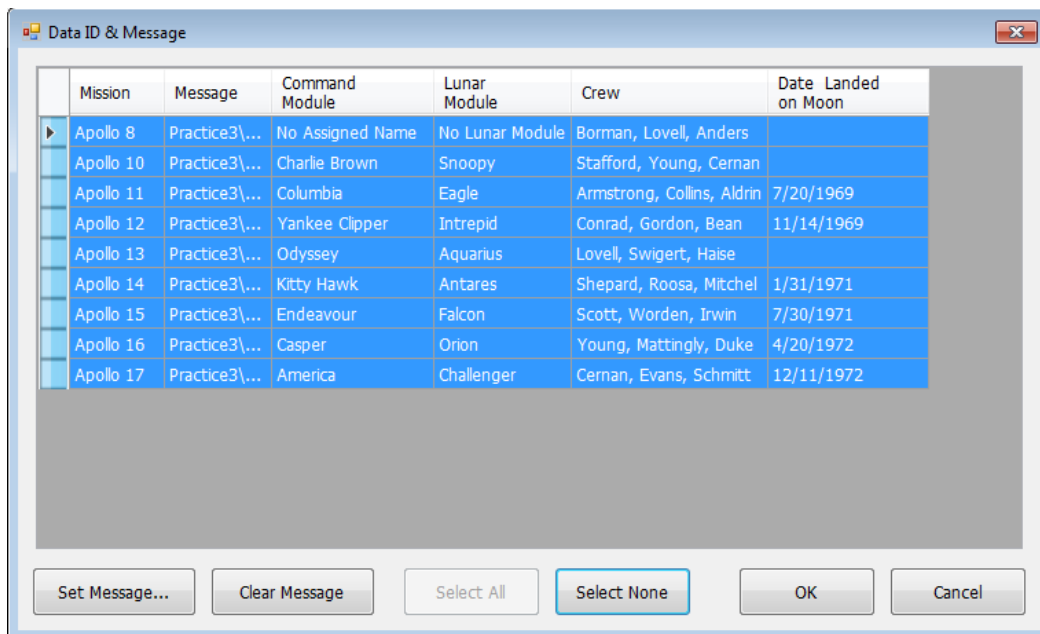 Data ID & Message
Mission Message Command Module Lunar Module Crew Date Landed on Moon
Apollo 8 Practice3\... No Assigned Name No Lunar Module Borman, Lovell, Anders
Apollo 10 Practice3\... Charlie Brown Snoopy Stafford, Young, Cernan
Apollo 11 Practice3\... Columbia Eagle Armstrong, Collins, Aldrin 7/20/1969
Apollo 12 Practice3\... Yankee Clipper Intrepid Conrad, Gordon, Bean 11/14/1969
Apollo 13 Practice3\... Odyssey Aquarius Lovell, Swigert, Haise
Apollo 14 Practice3\... Kitty Hawk Antares Shepard, Roosa, Mitchel 1/31/1971
Apollo 15 Practice3\... Endeavour Falcon Scott, Worden, Irwin 7/30/1971
Apollo 16 Practice3\... Casper Orion Young, Mattingly, Duke 4/20/1972
Apollo 17 Practice3\... America Challenger Cernan, Evans, Schmitt 12/11/1972
Set Message... Clear Message Select All Select None OK Cancel